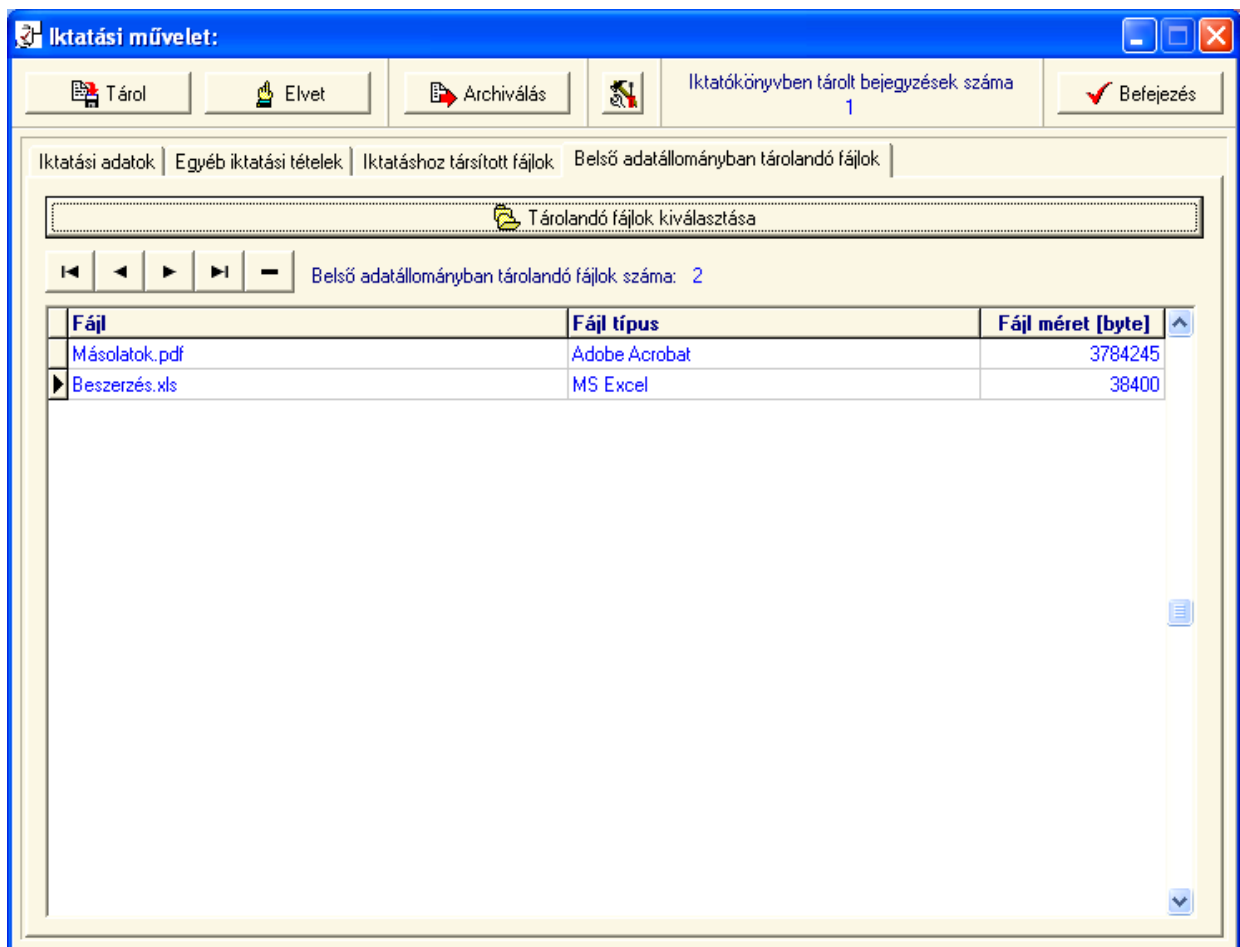 Iktatási művelet:
Tárol
Elvet
Archiválás
Iktatókönyvben tárolt bejegyzések száma
1
Befejezés
Iktatási adatok
Egyéb iktatási tételek
Iktatáshoz társított fájlok
Belső adatállományban tárolandó fájlok
Tárolandó fájlok kiválasztása
Belső adatállományban tárolandó fájlok száma: 2
Fájl Fájl típus Fájl méret [byte]
Másolatok.pdf Adobe Acrobat 3784245
Beszerzés.xls MS Excel 38400